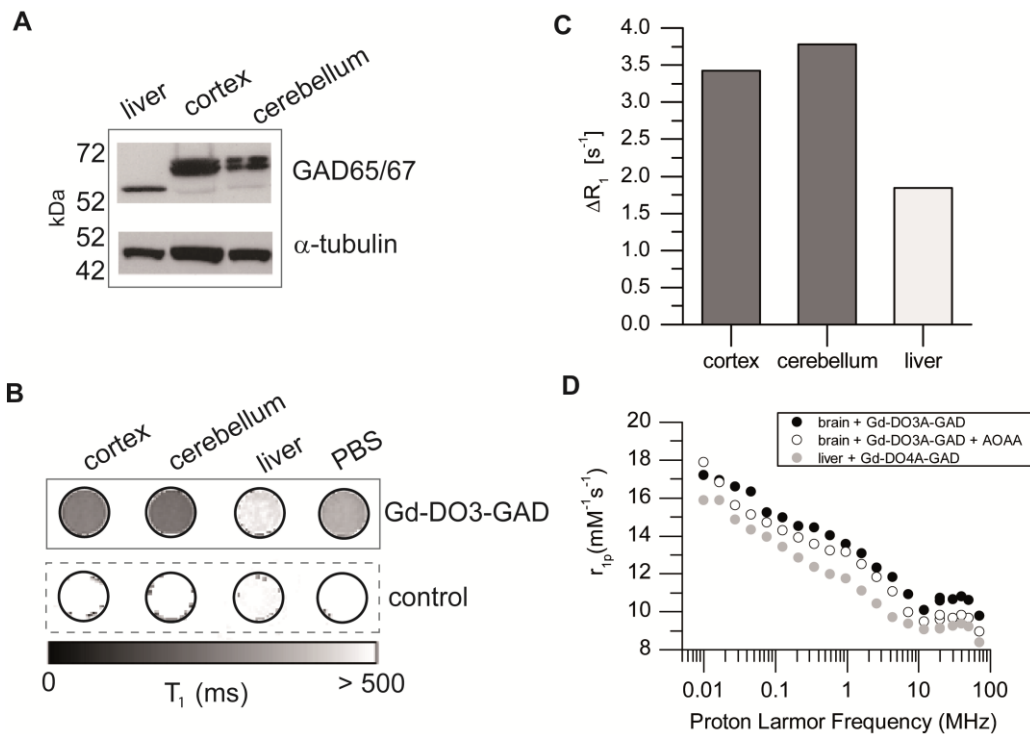 A
liver cortex cerebellum
72
52
GAD65/67
kDa
52
42
α-tubulin
B
cortex cerebellum liver PBS
Gd-DO3-GAD
control
0 > 500
T1 (ms)
C
4.0
3.5
3.0
2.5
2.0
1.5
1.0
0.5
0.0
ΔR1 [s-1]
cortex cerebellum liver
D
20
18
16
14
12
10
8
r1p(mM-1s-1)
brain + Gd-DO3A-GAD
brain + Gd-DO3A-GAD + AOAA
liver + Gd-DO4A-GAD
0.01 0.1 1 10 100
Proton Larmor Frequency (MHz)